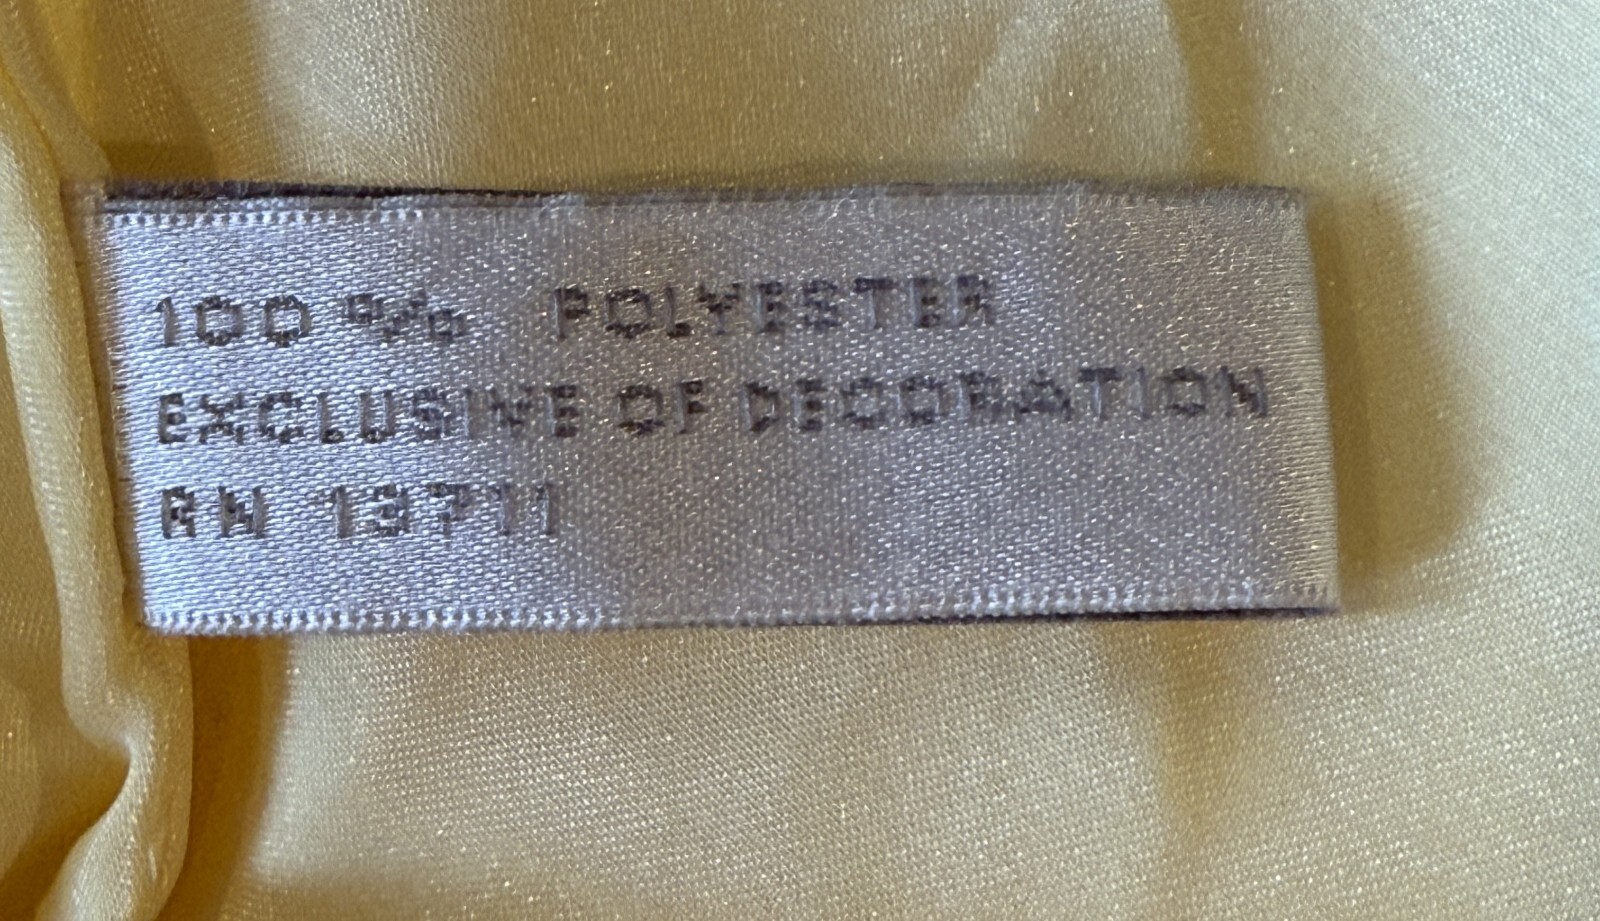 100% POLYESTER
EXCLUSIVE OF DECORATION
RN 13711